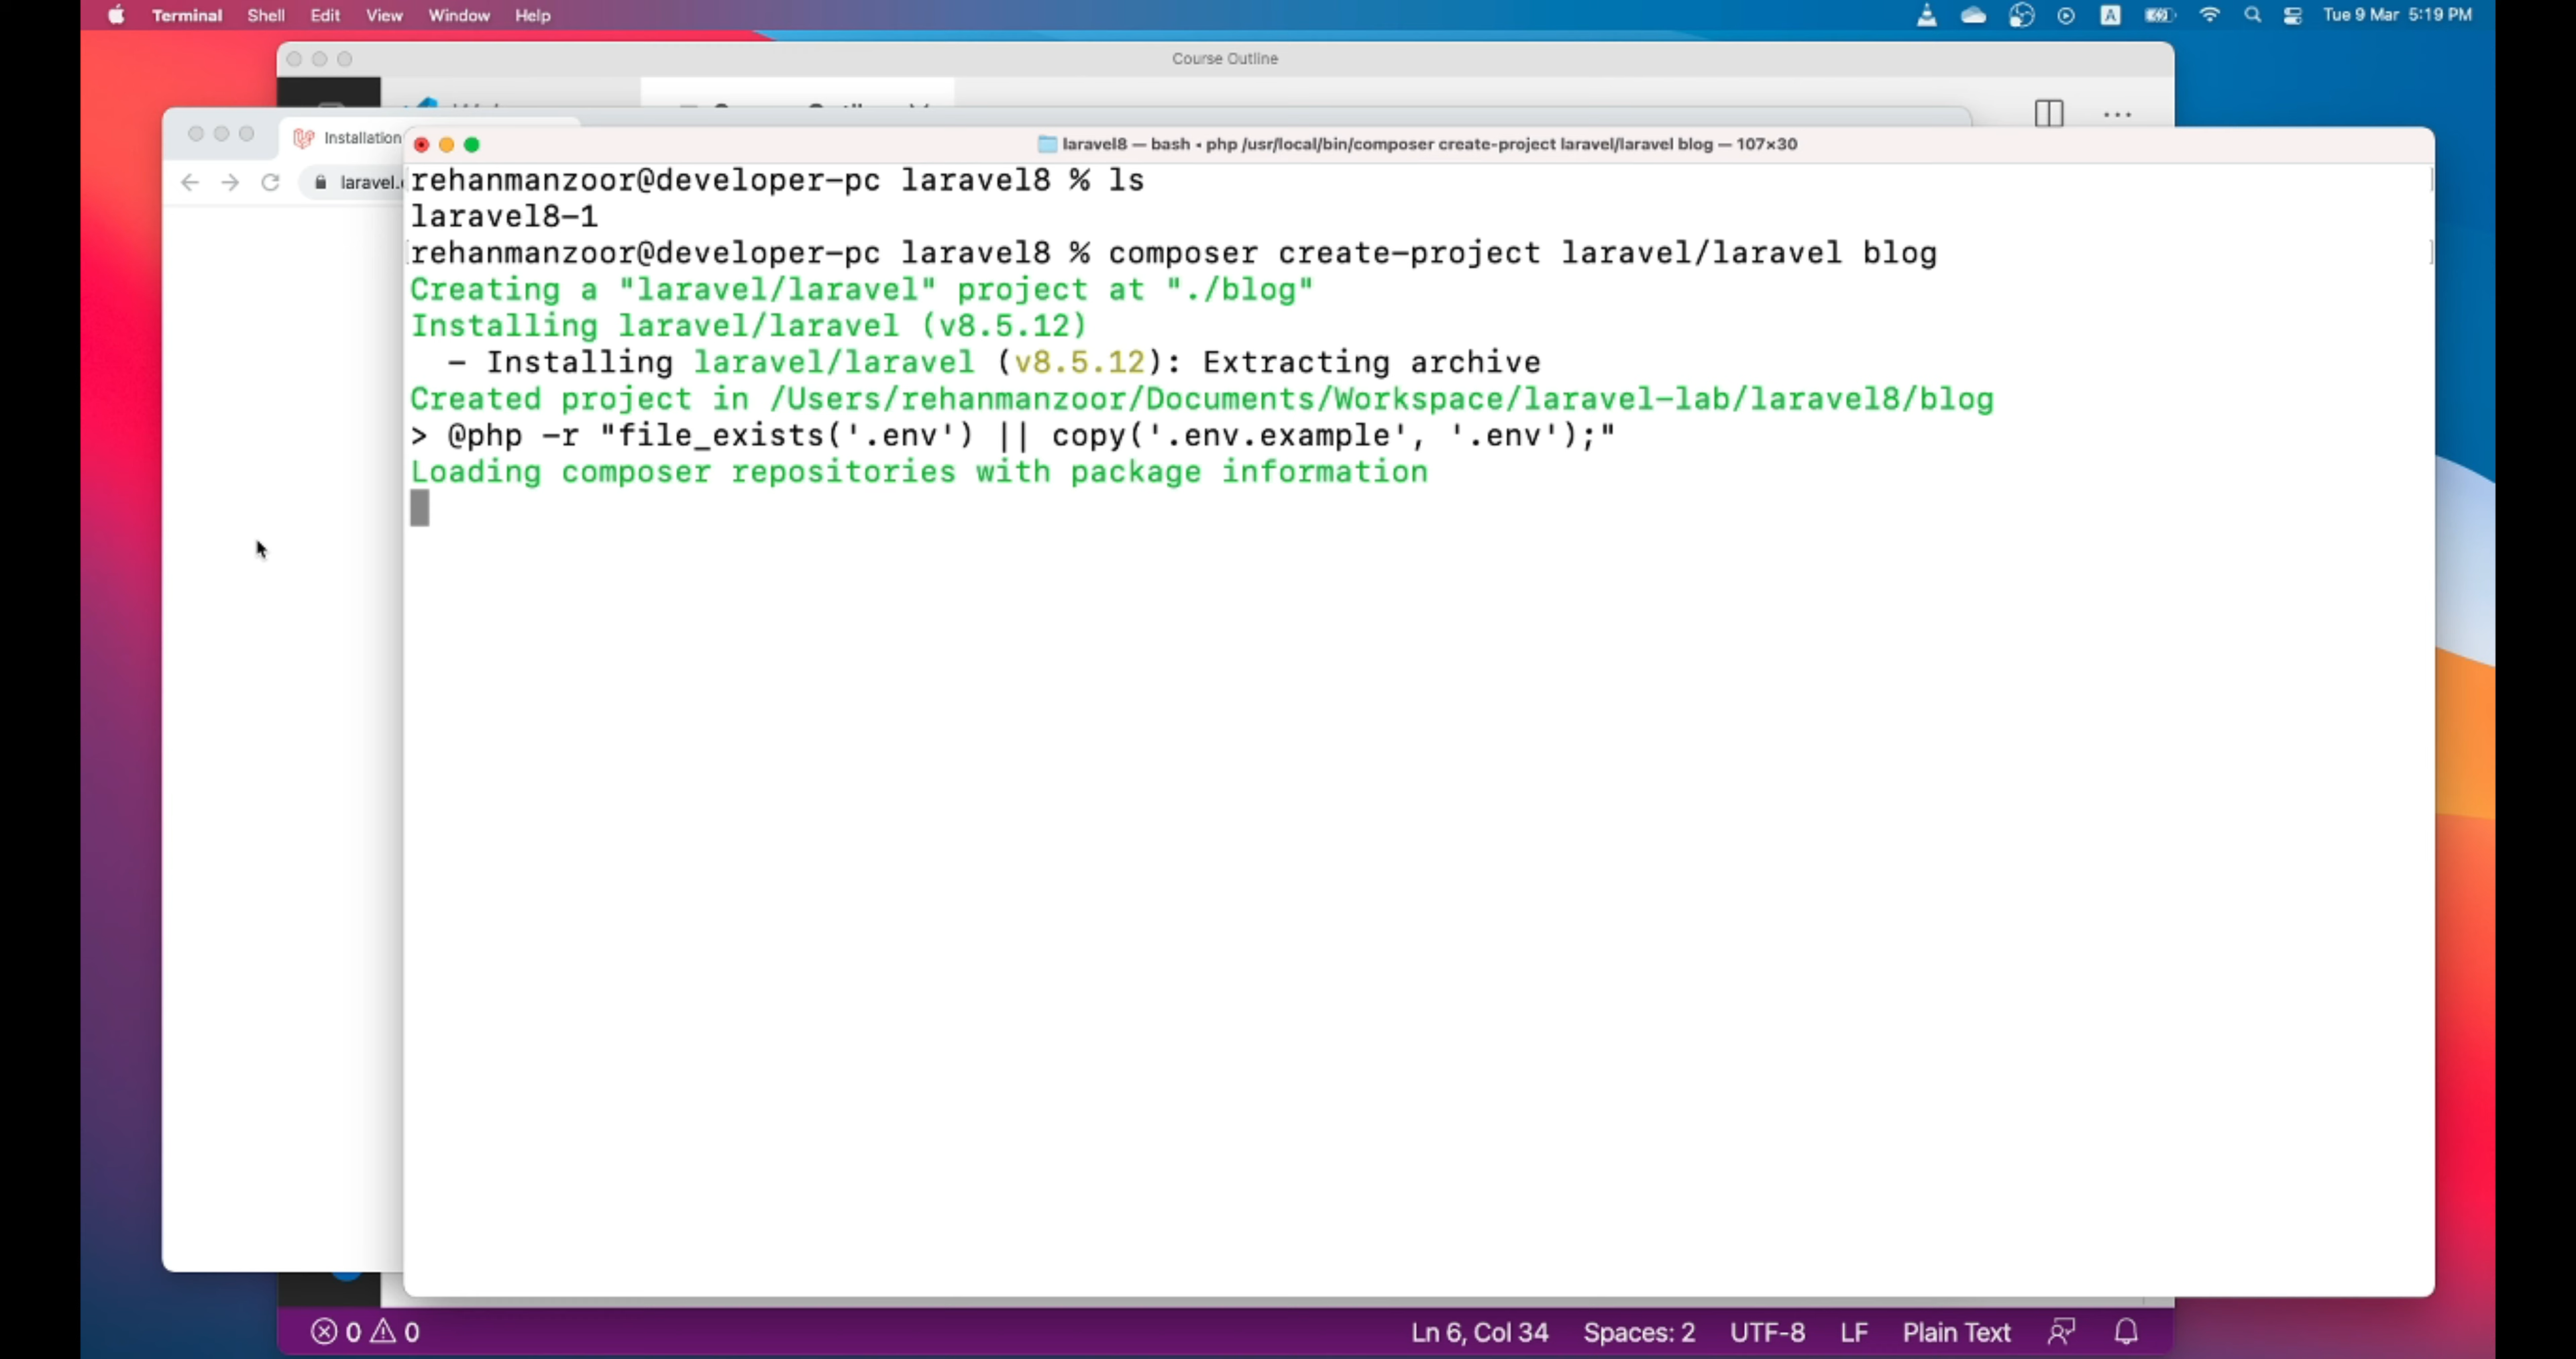 Terminal Shell Edit View Window Help
A
Tue 9 Mar 5:19 PM
Course Outline
Installation
laravel8 — bash • php /usr/local/bin/composer create-project laravel/laravel blog — 107×30
rehanmanzoor@developer-pc laravel8 % ls
laravel8-1
rehanmanzoor@developer-pc laravel8 % composer create-project laravel/laravel blog
Creating a "laravel/laravel" project at "./blog"
Installing laravel/laravel (v8.5.12)
  - Installing laravel/laravel (v8.5.12): Extracting archive
Created project in /Users/rehanmanzoor/Documents/Workspace/laravel-lab/laravel8/blog
> @php -r "file_exists('.env') || copy('.env.example', '.env');"
Loading composer repositories with package information
0 0
Ln 6, Col 34 Spaces: 2 UTF-8 LF Plain Text